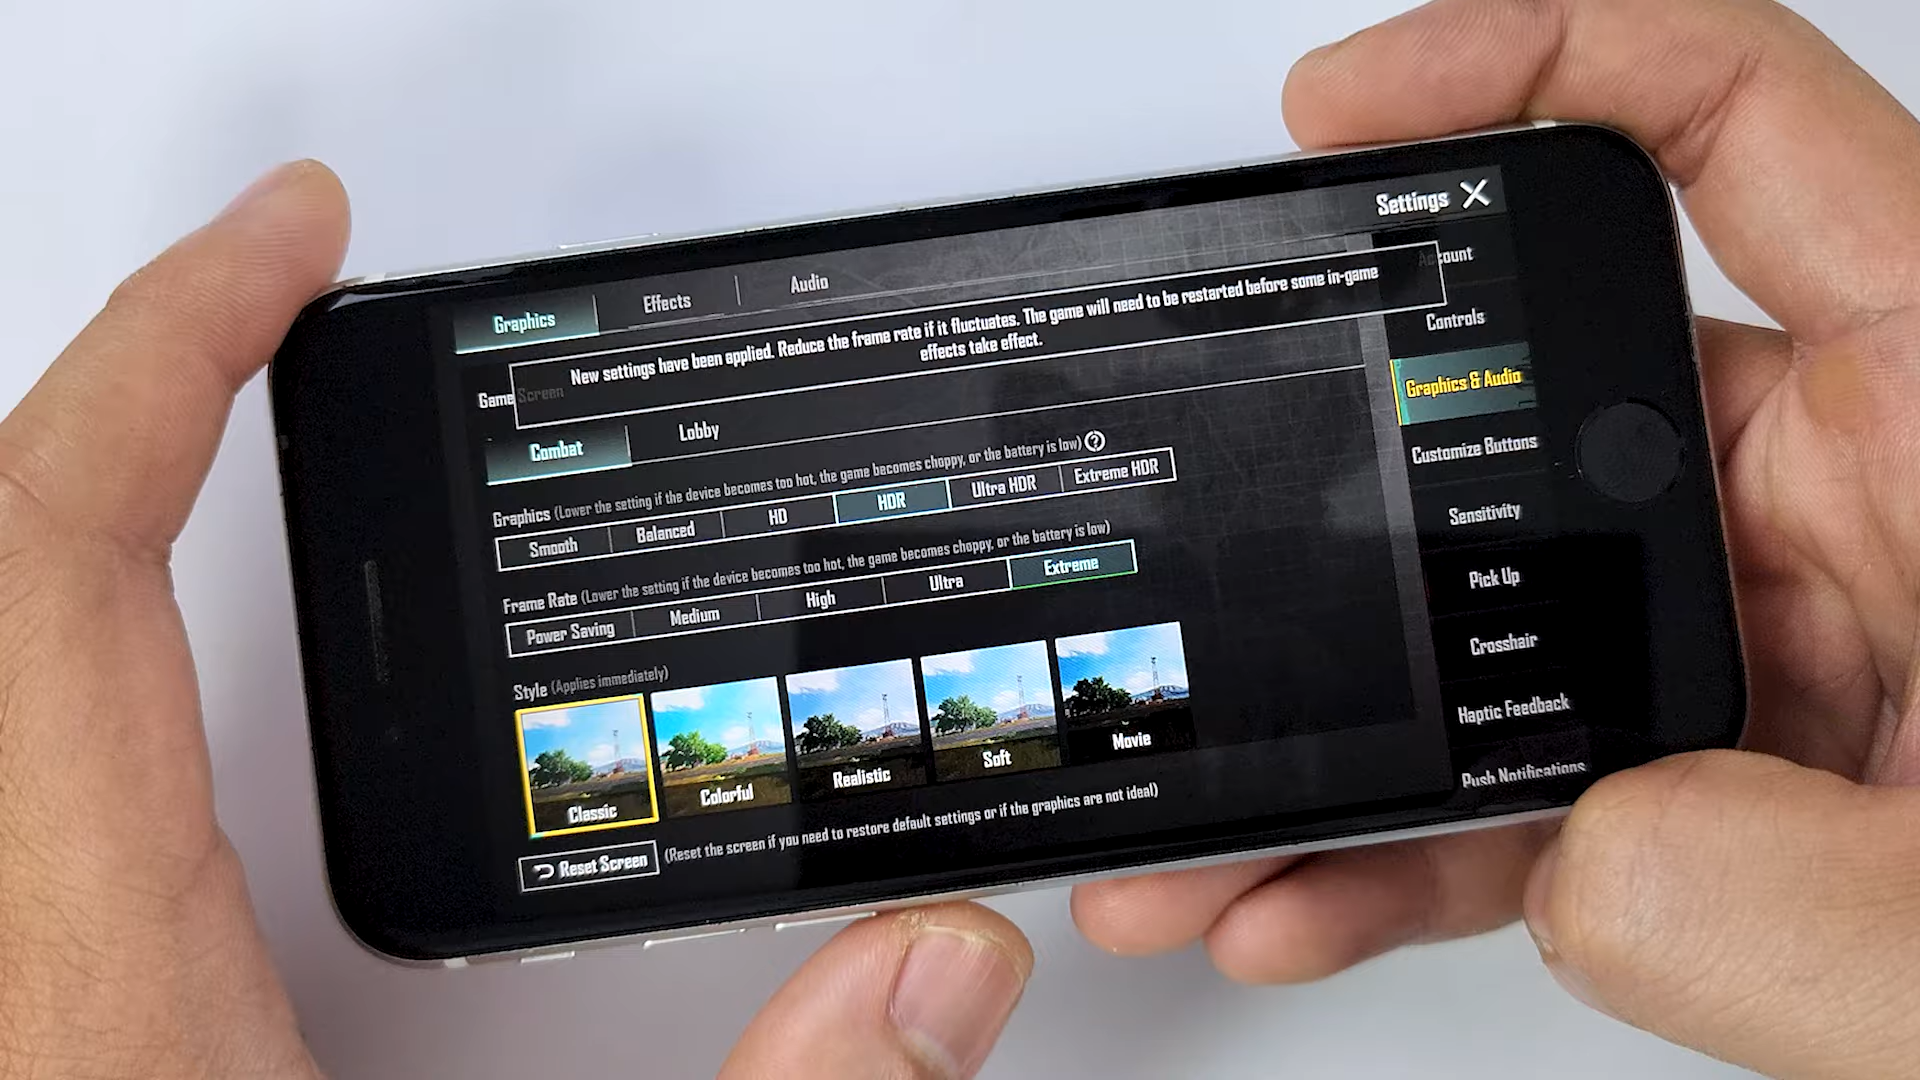 Settings
Graphics
Effects
Audio
New settings have been applied. Reduce the frame rate if it fluctuates. The game will need to be restarted before some in-game
effects take effect.
Game Screen
Combat
Lobby
Graphics (Lower the setting if the device becomes too hot, the game becomes choppy, or the battery is low) ?
Smooth
Balanced
HD
HDR
Ultra HDR
Extreme HDR
Frame Rate (Lower the setting if the device becomes too hot, the game becomes choppy, or the battery is low)
Power Saving
Medium
High
Ultra
Extreme
Style (Applies immediately)
Classic
Colorful
Realistic
Soft
Movie
Reset Screen
(Reset the screen if you need to restore default settings or if the graphics are not ideal)
Account
Controls
Graphics & Audio
Customize Buttons
Sensitivity
Pick Up
Crosshair
Haptic Feedback
Push Notifications